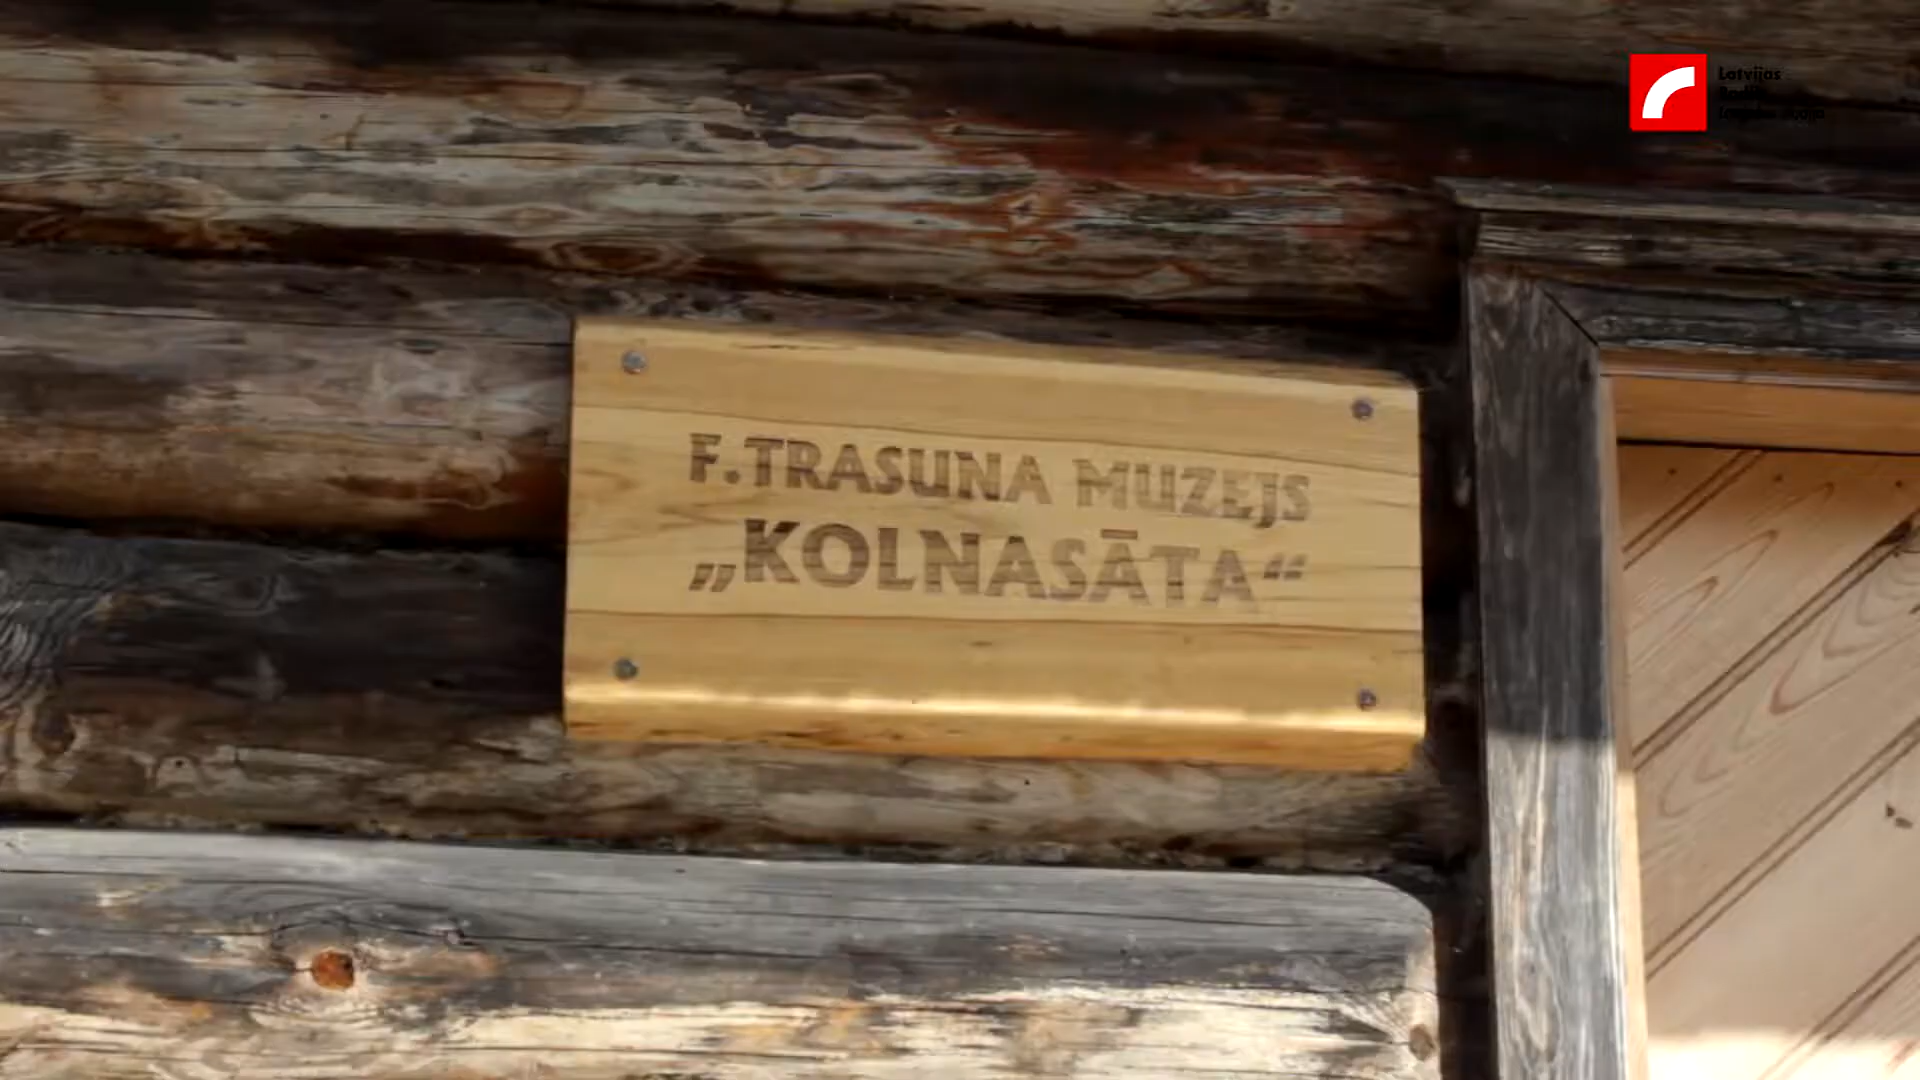 Latvijas
F. TRASUNA MUZEJS
„KOLNASĀTA“